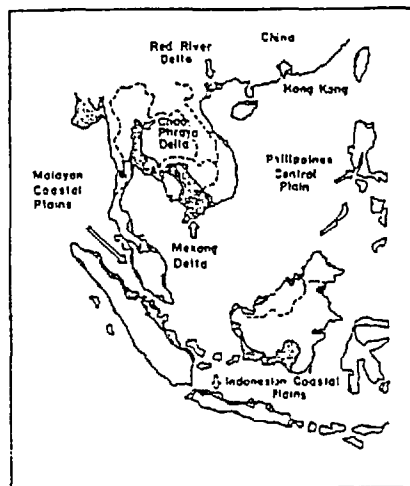 China
Red River
Delta
Hong Kong
Chao
Phraya
Delta
Philippines
Central
Plain
Malayan
Coastal
Plains
Mekong
Delta
Indonesian Coastal
Plains